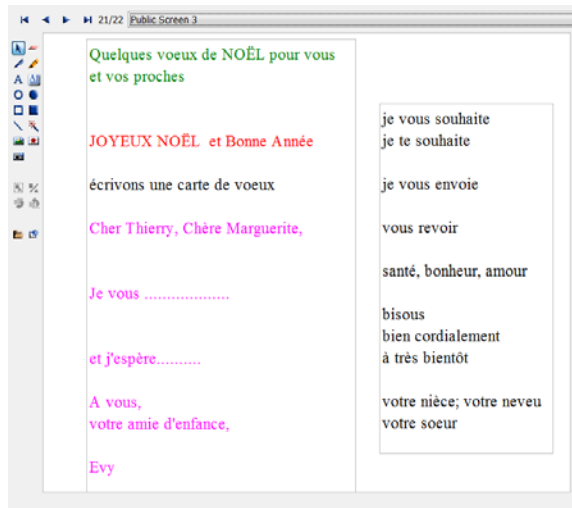 21/22 Public Screen 3
Quelques voeux de NOËL pour vous
et vos proches
JOYEUX NOËL et Bonne Année
écrivons une carte de voeux
Cher Thierry, Chère Marguerite,
Je vous ...................
et j'espère..........
A vous,
votre amie d'enfance,
Evy
je vous souhaite
je te souhaite
je vous envoie
vous revoir
santé, bonheur, amour
bisous
bien cordialement
à très bientôt
votre nièce; votre neveu
votre soeur